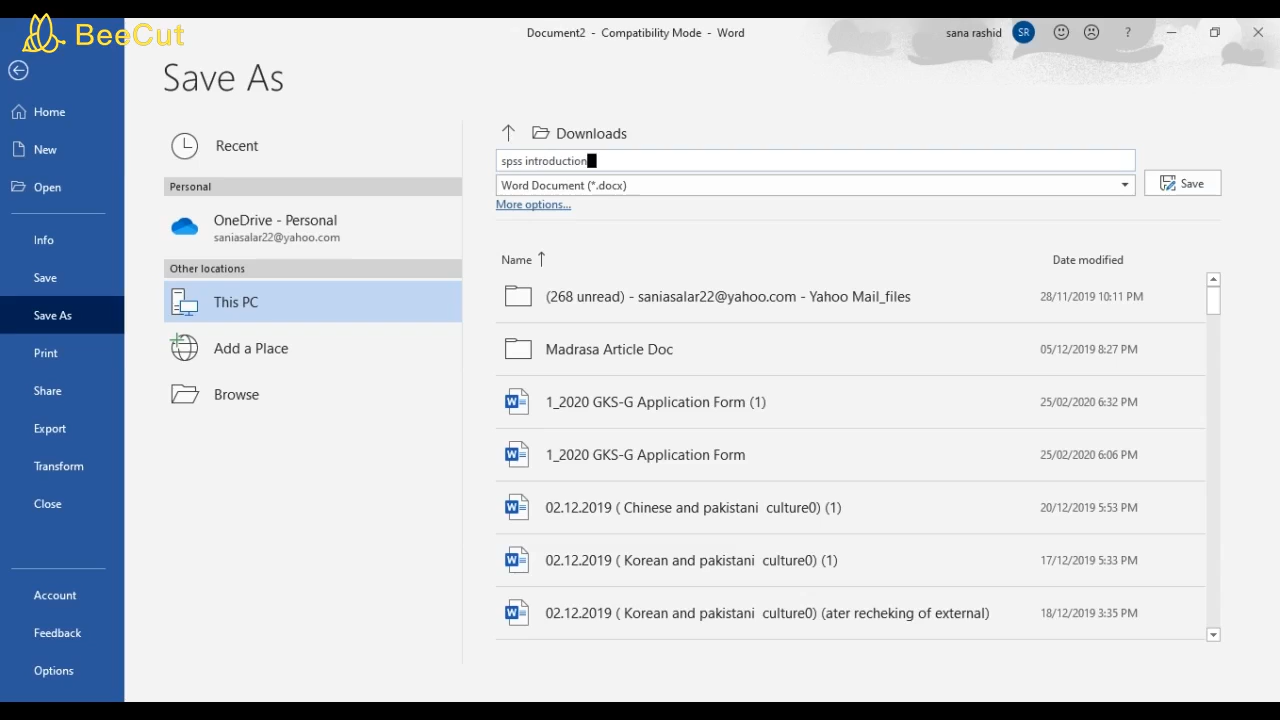 BeeCut
Document2 - Compatibility Mode - Word
sana rashid
SR
?
Save As
Home
New
Open
Info
Save
Save As
Print
Share
Export
Transform
Close
Account
Feedback
Options
Recent
Personal
OneDrive - Personal
saniasalar22@yahoo.com
Other locations
This PC
Add a Place
Browse
Downloads
spss introduction
Word Document (*.docx)
Save
More options...
Name Date modified
(268 unread) - saniasalar22@yahoo.com - Yahoo Mail_files 28/11/2019 10:11 PM
Madrasa Article Doc 05/12/2019 8:27 PM
1_2020 GKS-G Application Form (1) 25/02/2020 6:32 PM
1_2020 GKS-G Application Form 25/02/2020 6:06 PM
02.12.2019 ( Chinese and pakistani  culture0) (1) 20/12/2019 5:53 PM
02.12.2019 ( Korean and pakistani  culture0) (1) 17/12/2019 5:33 PM
02.12.2019 ( Korean and pakistani  culture0) (ater recheking of external) 18/12/2019 3:35 PM